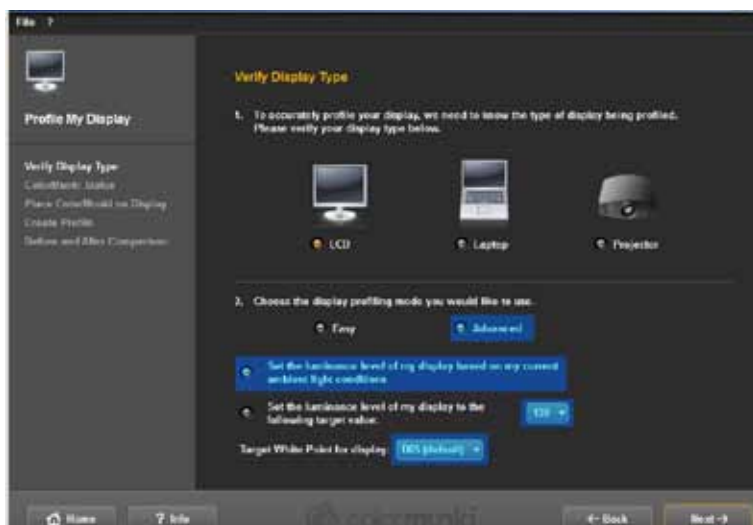 File ?
Profile My Display
Verify Display Type
ColorMunki Status
Place ColorMunki on Display
Create Profile
Before and After Comparison
Verify Display Type
1. To accurately profile your display, we need to know the type of display being profiled.
Please verify your display type below.
LCD
Laptop
Projector
2. Choose the display profiling mode you would like to use.
Easy
Advanced
Set the luminance level of my display based on my current
ambient light conditions
Set the luminance level of my display to the
following target value:
120
Target White Point for display:
D65 (default)
Home
? Info
colormunki
Back
Next